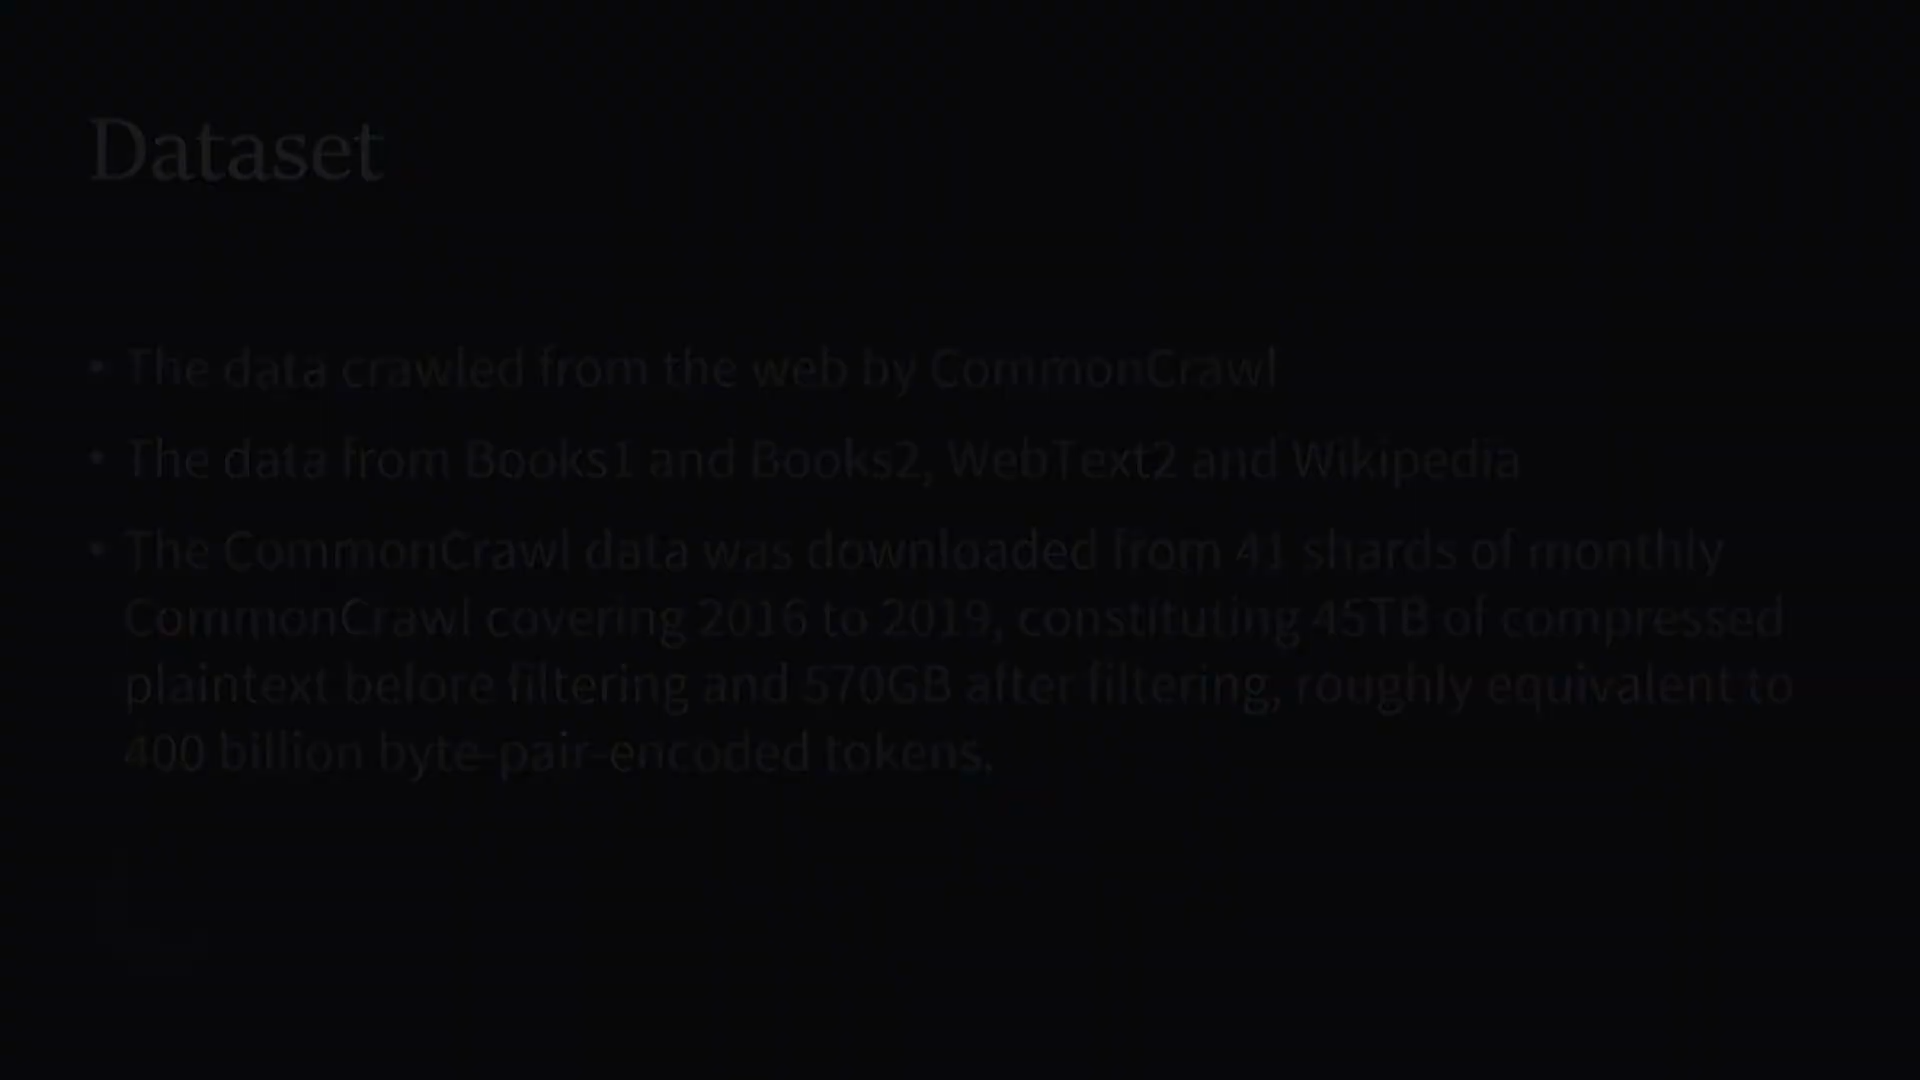 Dataset
• The data crawled from the web by CommonCrawl
• The data from Books1 and Books2, WebText2 and Wikipedia
• The CommonCrawl data was downloaded from 41 shards of monthly
CommonCrawl covering 2016 to 2019, constituting 45TB of compressed
plaintext before filtering and 570GB after filtering, roughly equivalent to
400 billion byte-pair-encoded tokens.